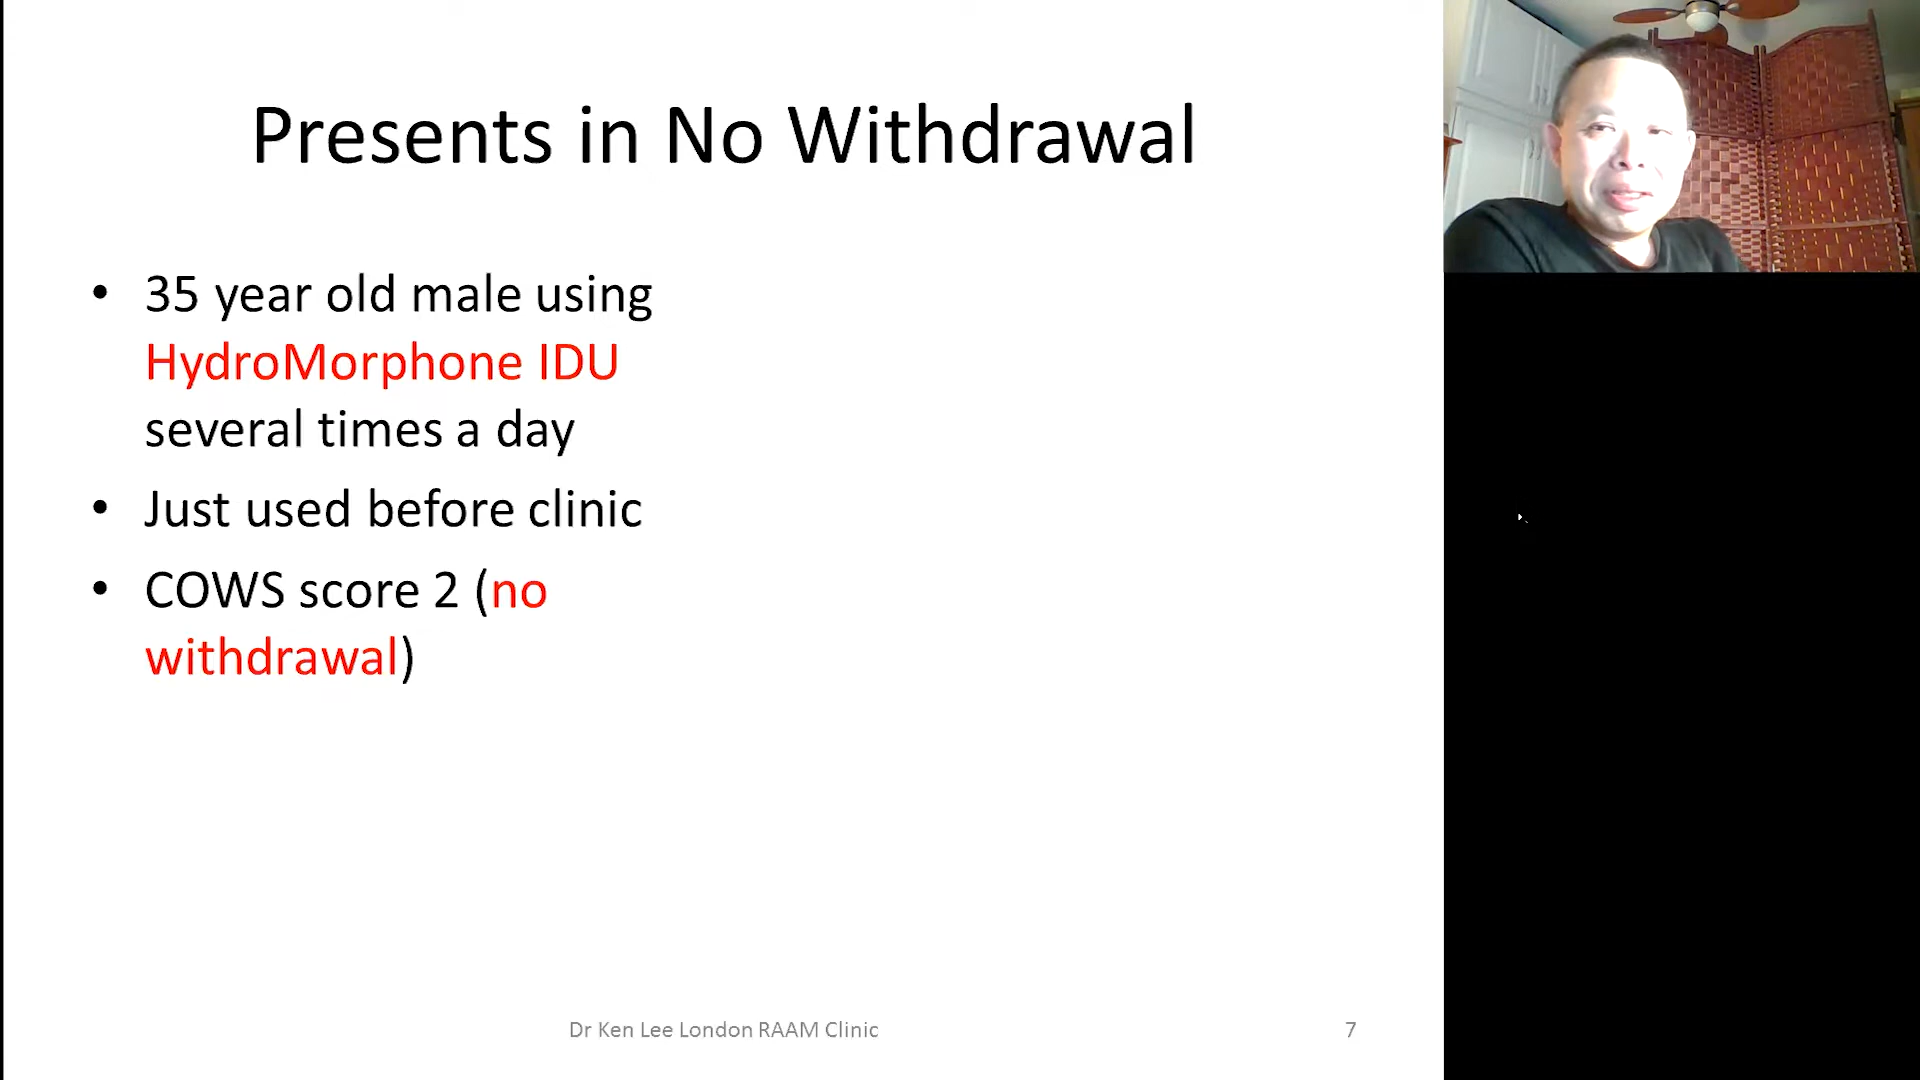 Presents in No Withdrawal
• 35 year old male using
HydroMorphone IDU
several times a day
• Just used before clinic
• COWS score 2 (no
withdrawal)
Dr Ken Lee London RAAM Clinic
7